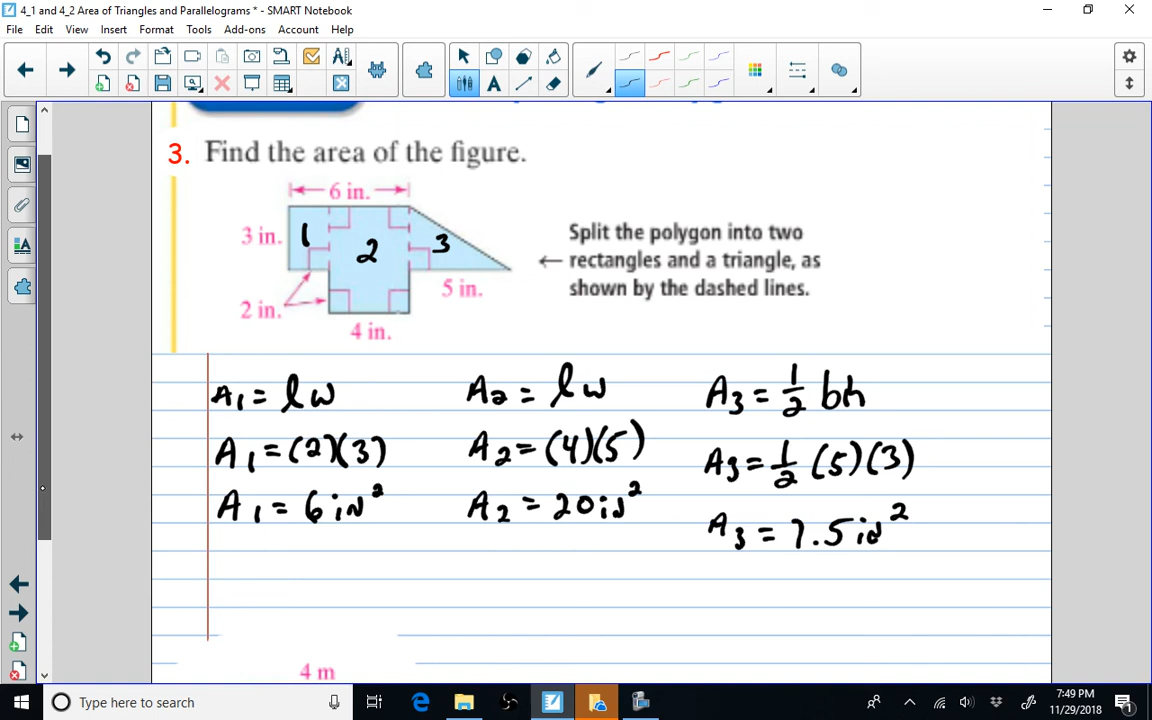 4_1 and 4_2 Area of Triangles and Parallelograms * - SMART Notebook
File Edit View Insert Format Tools Add-ons Account Help
3. Find the area of the figure.
6 in.
3 in. 1 2 3
2 in. 5 in.
4 in.
Split the polygon into two
← rectangles and a triangle, as
shown by the dashed lines.
A1 = lw A2 = lw A3 = 1/2 bh
A1 = (2)(3) A2 = (4)(5) A3 = 1/2 (5)(3)
A1 = 6 in² A2 = 20 in² A3 = 7.5 in²
4 m
Type here to search
7:49 PM
11/29/2018
1